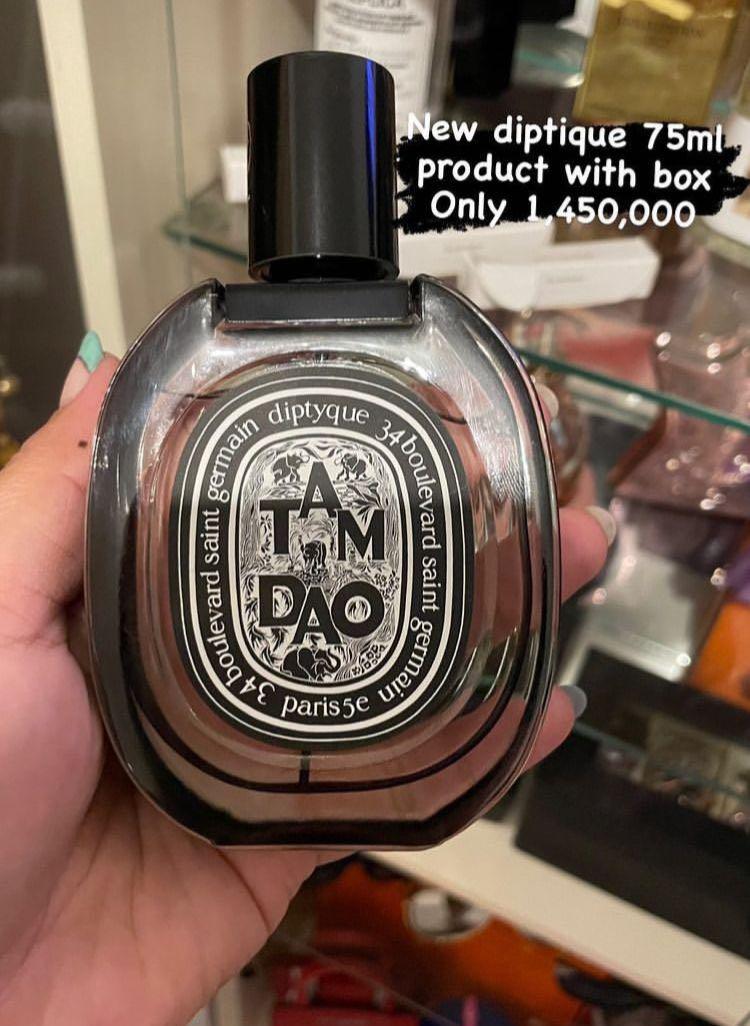 New diptique 75ml
product with box
Only 1,450,000
diptyque 34 boulevard saint germain paris 5e 34 boulevard saint germain
TAM
DAO